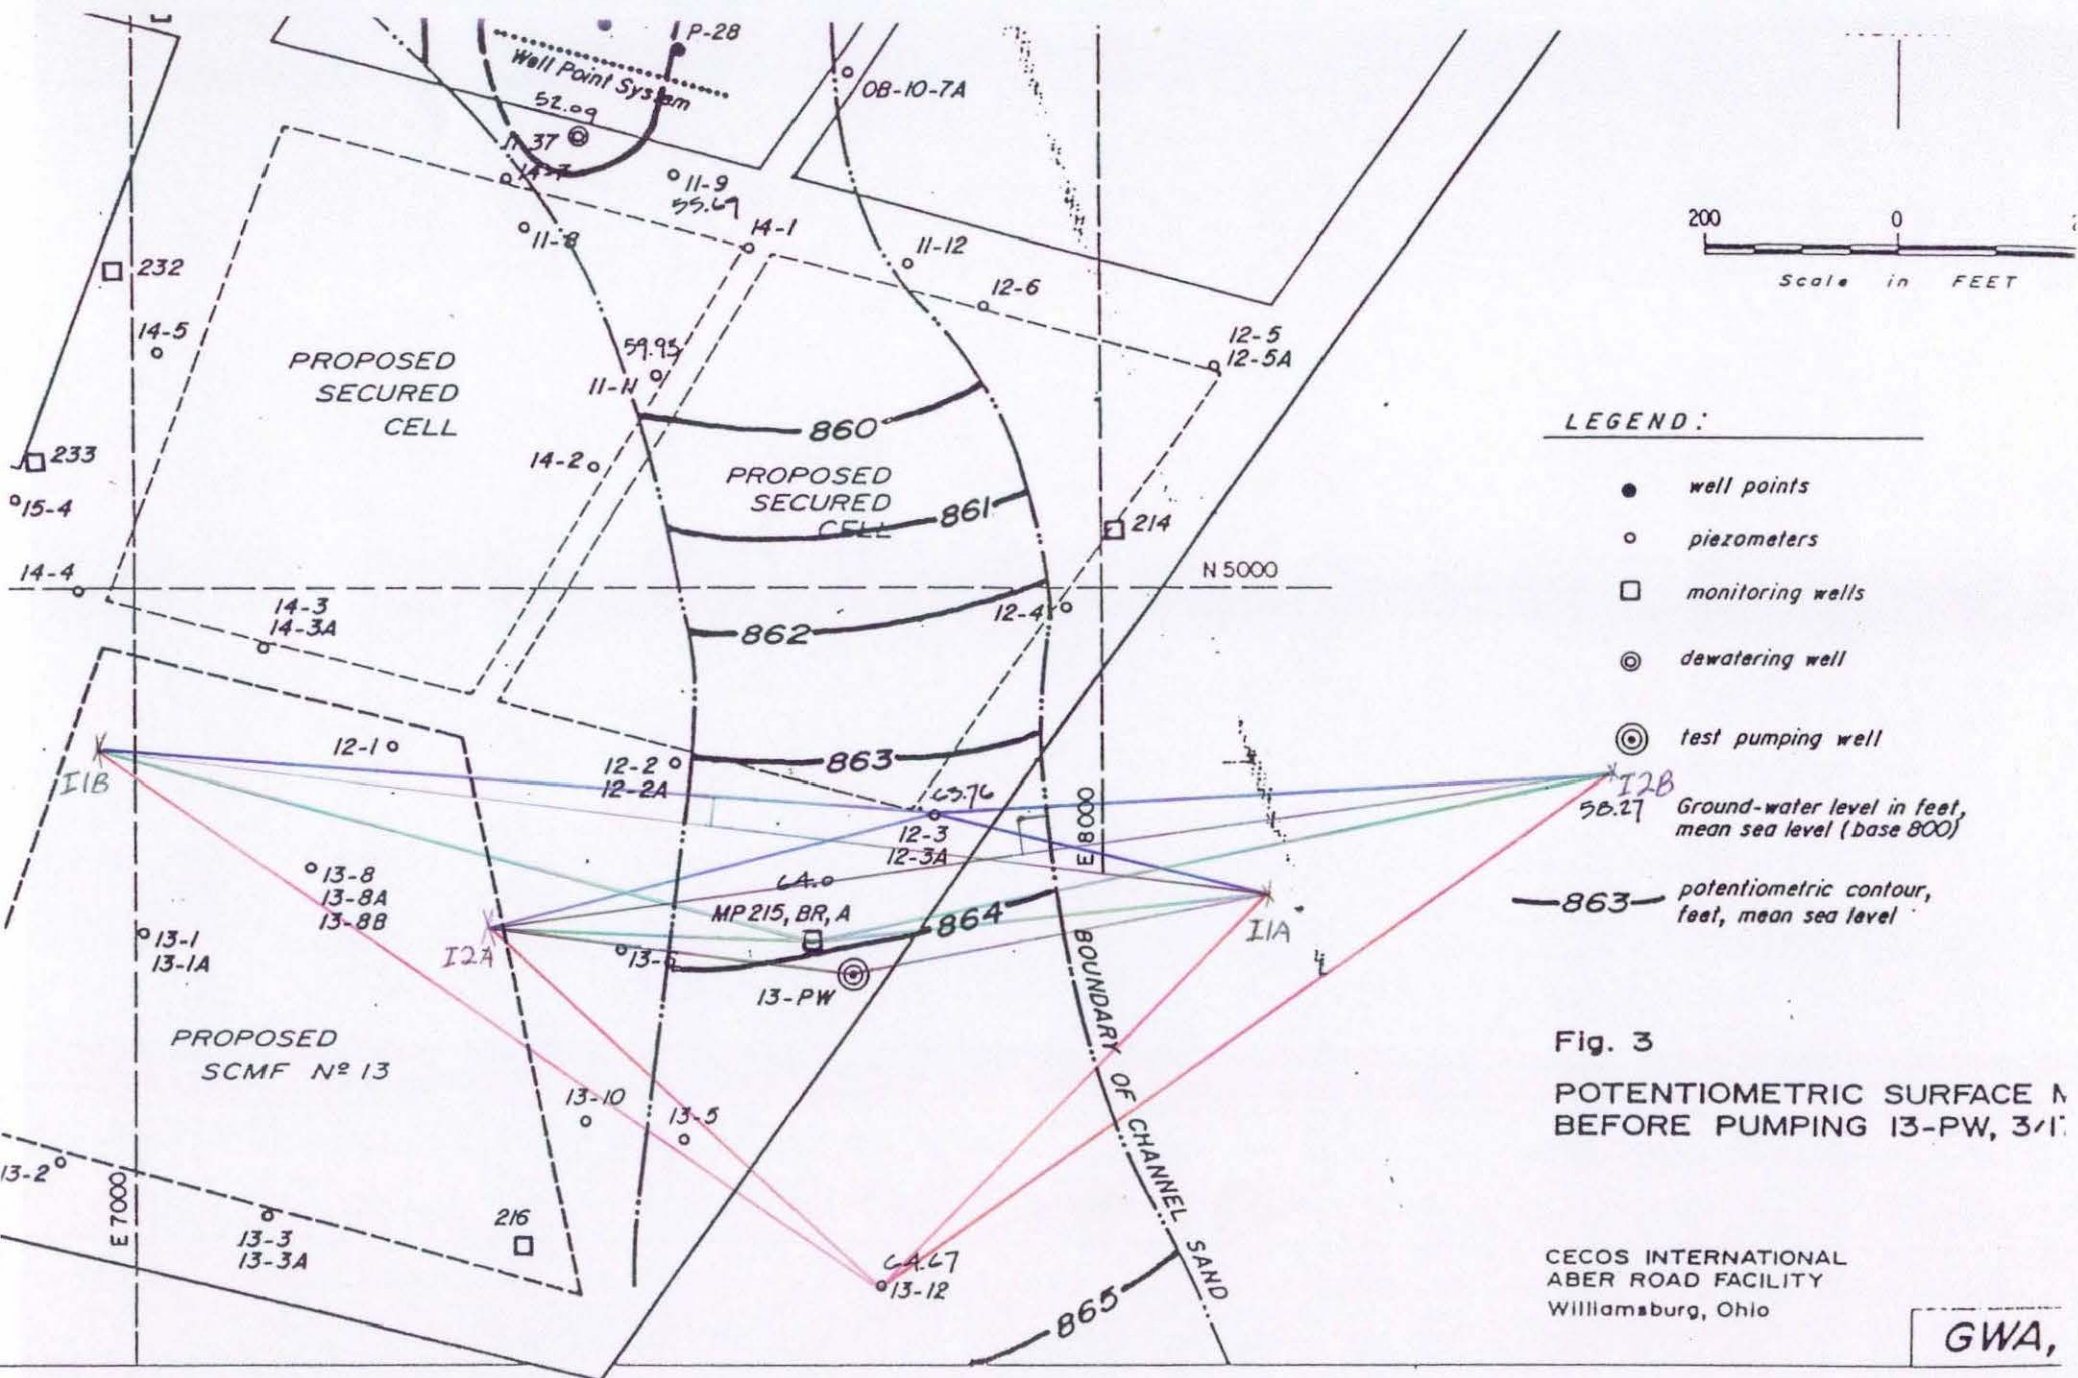 P-28
Well Point System
52.09
OB-10-7A
14-7
11-9
55.69
14-1
11-8
11-12
232
12-6
200 0
Scale in FEET
14-5
12-5
12-5A
59.95
11-11
PROPOSED
SECURED
CELL
860
LEGEND:
233
14-2
PROPOSED
SECURED
CELL
well points
15-4
861
214
piezometers
14-4
N 5000
monitoring wells
14-3
14-3A
12-4
862
dewatering well
12-1
863
test pumping well
12-2
12-2A
I1B
I2B
63.76
58.27
Ground-water level in feet,
mean sea level (base 800)
12-3
12-3A
E 8000
13-8
13-8A
13-8B
64.0
MP 215, BR, A
864
863
potentiometric contour,
feet, mean sea level
13-1
13-1A
I2A
I1A
13-PW
BOUNDARY OF CHANNEL SAND
PROPOSED
SCMF Nº 13
Fig. 3
POTENTIOMETRIC SURFACE
BEFORE PUMPING 13-PW, 3/17
13-10
13-5
13-2
E 7000
13-3
13-3A
216
64.67
13-12
865
CECOS INTERNATIONAL
ABER ROAD FACILITY
Williamsburg, Ohio
GWA,